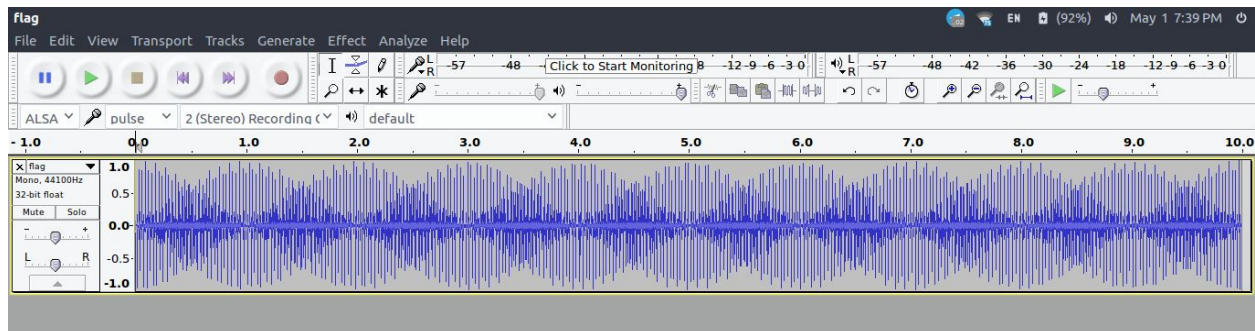 flag
EN (92%) May 1 7:39 PM
File Edit View Transport Tracks Generate Effect Analyze Help
L R -57 -48 Click to Start Monitoring 8 -12 -9 -6 -3 0 L R -57 -48 -42 -36 -30 -24 -18 -12 -9 -6 -3 0
ALSA pulse 2 (Stereo) Recording default
- 1.0 0.0 1.0 2.0 3.0 4.0 5.0 6.0 7.0 8.0 9.0 10.0
flag 1.0
Mono, 44100Hz
32-bit float 0.5
Mute Solo
- + 0.0
L R -0.5
-1.0